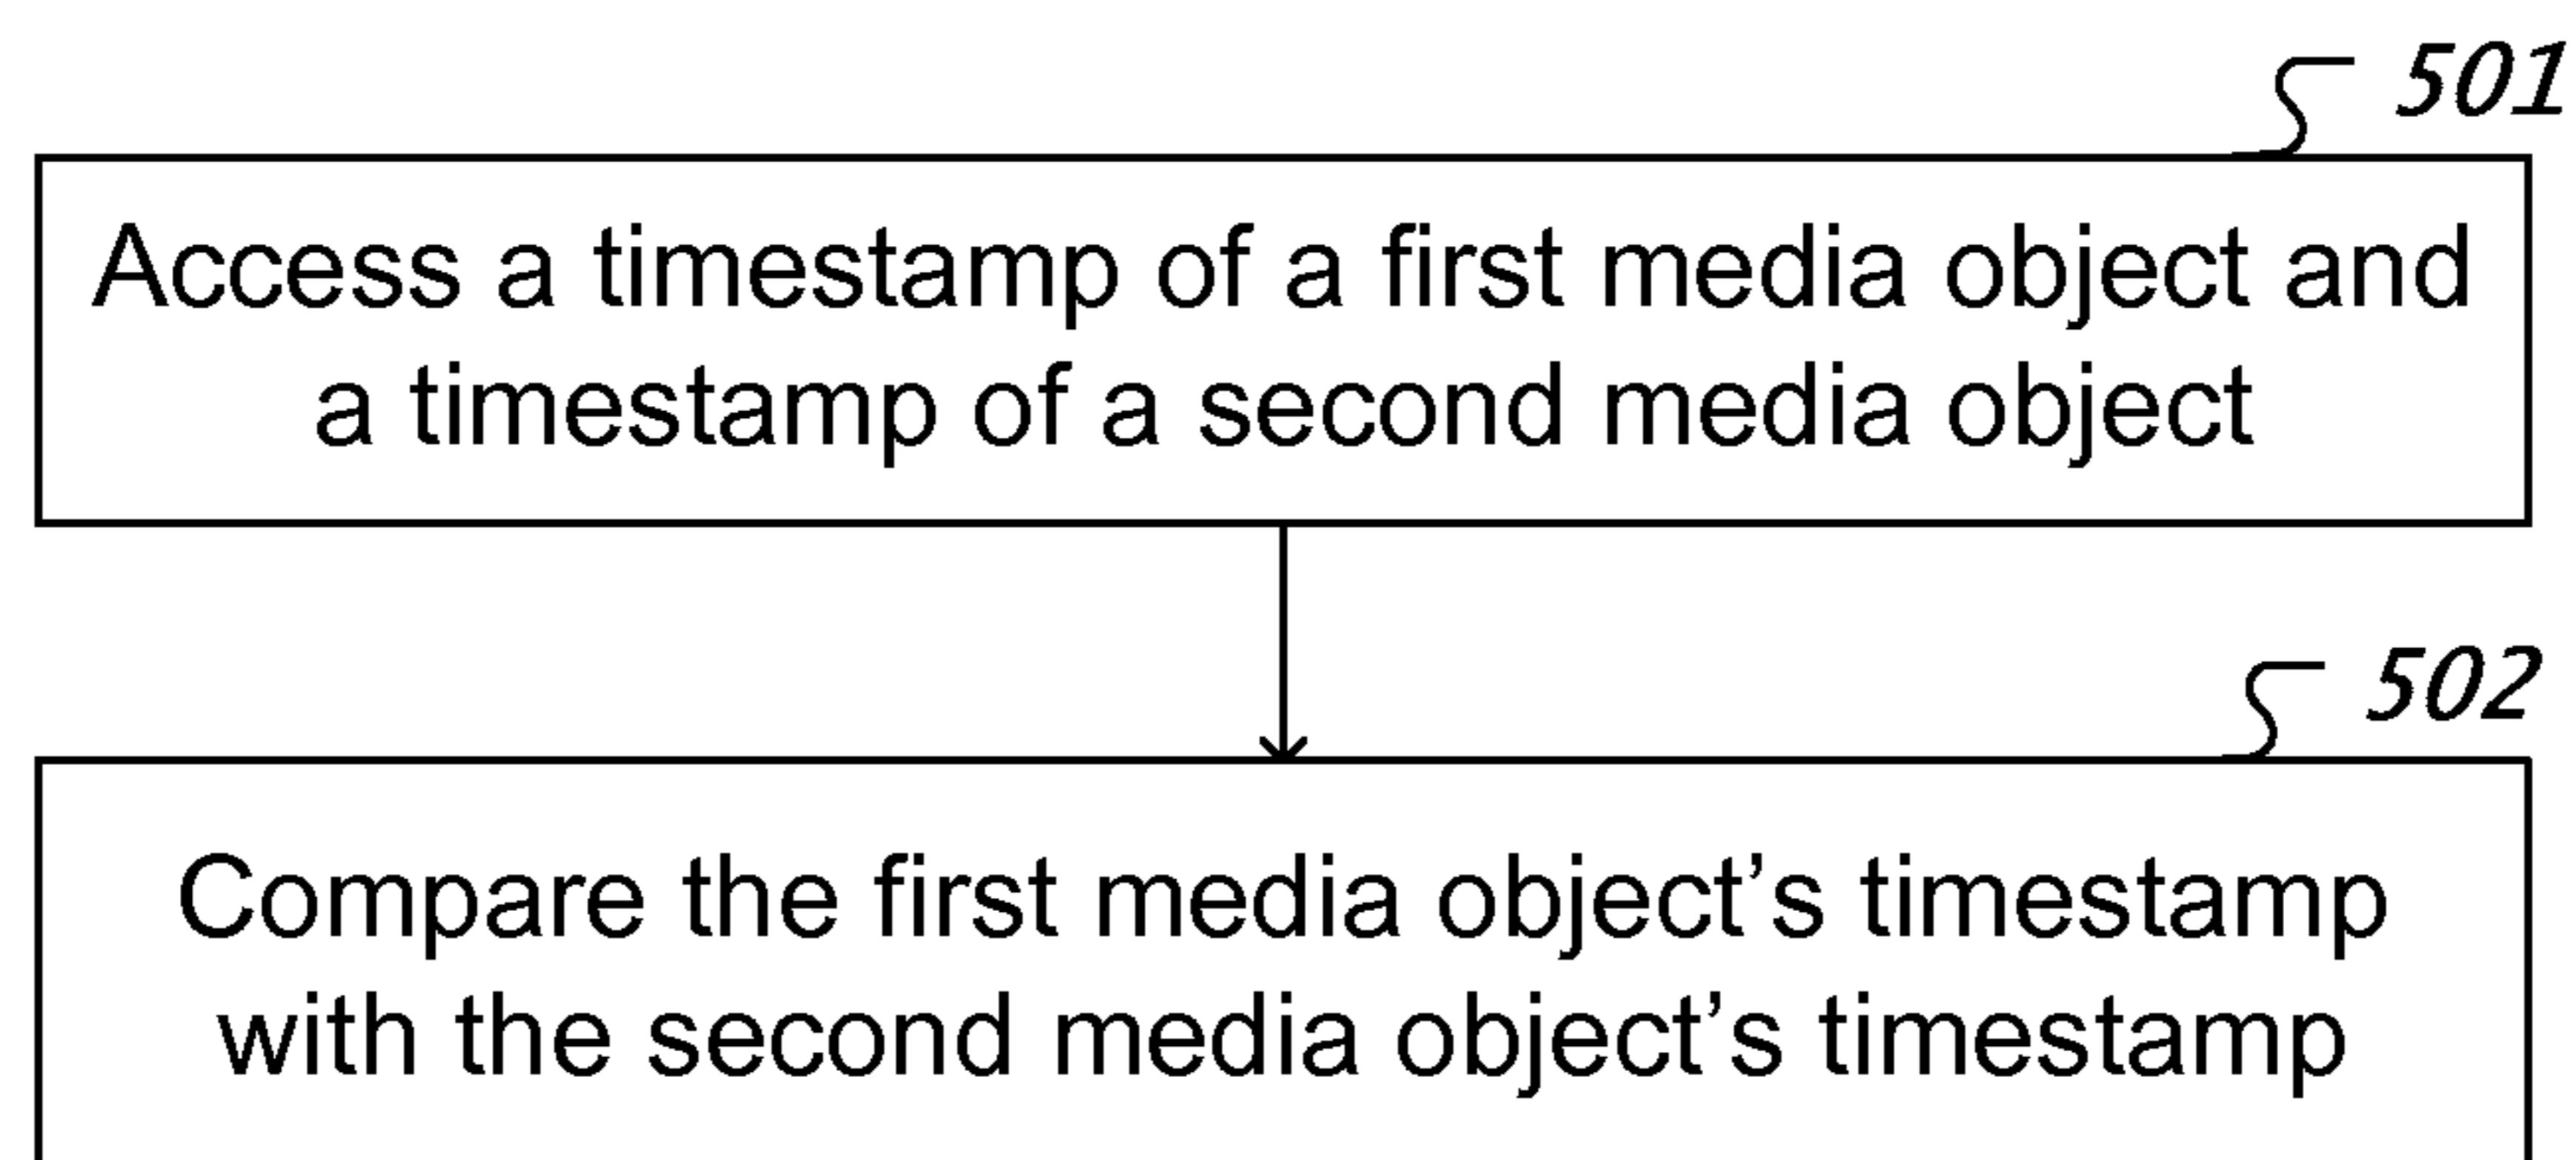 501
Access a timestamp of a first media object and
a timestamp of a second media object
502
Compare the first media object’s timestamp
with the second media object’s timestamp